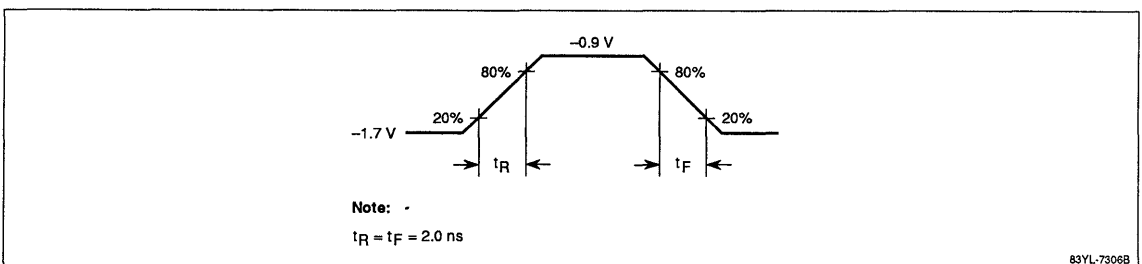 –0.9 V
80% 80%
20% 20%
–1.7 V
tR tF
Note:
tR = tF = 2.0 ns
83YL-7306B